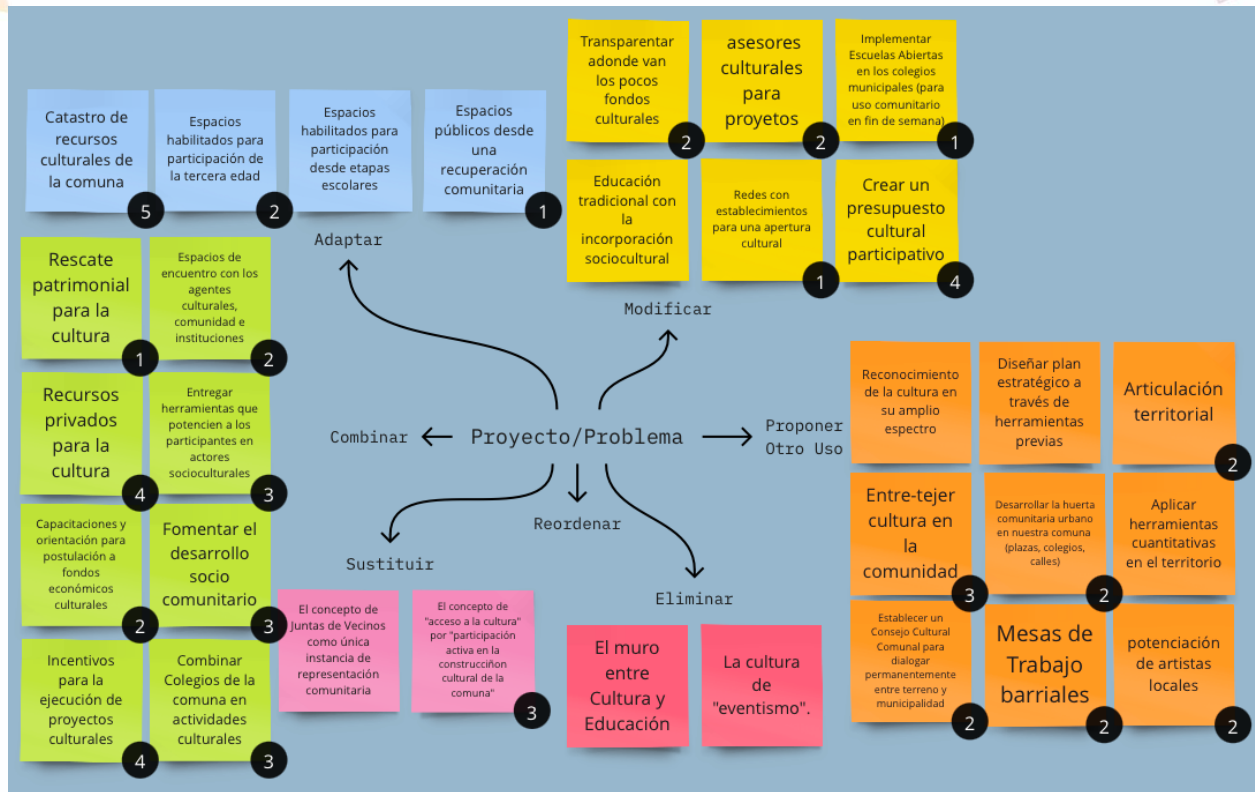 Catastro de
recursos
culturales de
la comuna
5
Espacios
habilitados para
participación de
la tercera edad
2
Espacios
habilitados para
participación
desde etapas
escolares
Espacios
públicos desde
una
recuperación
comunitaria
1
Adaptar
Transparentar
adonde van
los pocos
fondos
culturales
2
asesores
culturales
para
proyetos
2
Implementar
Escuelas Abiertas
en los colegios
municipales (para
uso comunitario
en fin de semana)
1
Educación
tradicional con
la
incorporación
sociocultural
Redes con
establecimientos
para una apertura
cultural
1
Crear un
presupuesto
cultural
participativo
4
Modificar
Rescate
patrimonial
para la
cultura
1
Espacios de
encuentro con los
agentes
culturales,
comunidad e
instituciones
2
Recursos
privados
para la
cultura
4
Entregar
herramientas que
potencien a los
participantes en
actores
socioculturales
3
Capacitaciones y
orientación para
postulación a
fondos
económicos
culturales
2
Fomentar el
desarrollo
socio
comunitario
3
Incentivos
para la
ejecución de
proyectos
culturales
4
Combinar
Colegios de la
comuna en
actividades
culturales
3
Combinar
Proyecto/Problema
Proponer
Otro Uso
Reordenar
Sustituir
Eliminar
El concepto de
Juntas de Vecinos
como única
instancia de
representación
comunitaria
El concepto de
"acceso a la cultura"
por "participación
activa en la
construcciñon
cultural de la
comuna"
3
El muro
entre
Cultura y
Educación
La cultura
de
"eventismo".
Reconocimiento
de la cultura en
su amplio
espectro
Diseñar plan
estratégico a
través de
herramientas
previas
Articulación
territorial
2
Entre-tejer
cultura en
la
comunidad
3
Desarrollar la huerta
comunitaria urbano
en nuestra comuna
(plazas, colegios,
calles)
2
Aplicar
herramientas
cuantitativas
en el territorio
Establecer un
Consejo Cultural
Comunal para
dialogar
permanentemente
entre terreno y
municipalidad
2
Mesas de
Trabajo
barriales
2
potenciación
de artistas
locales
2